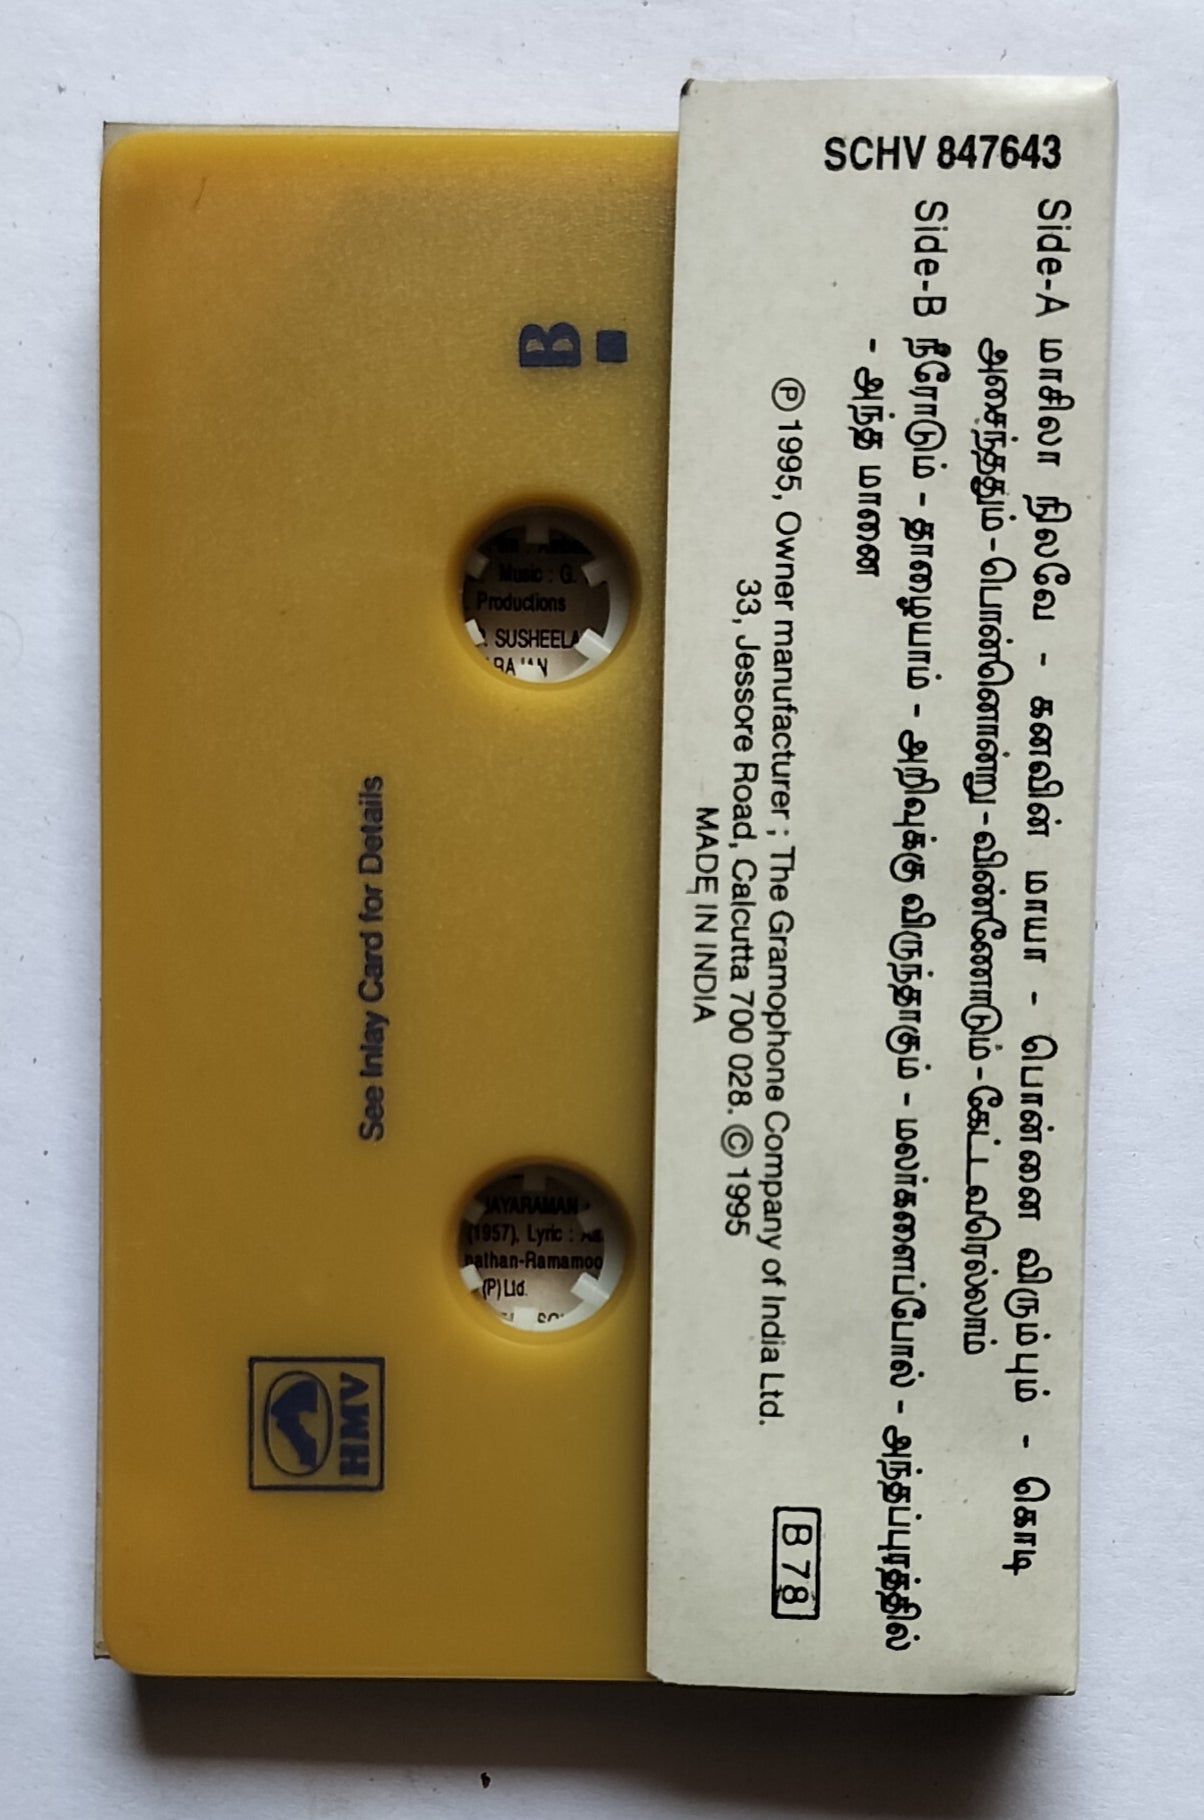 SCHV 847643
Side-A மாசிலா நிலவே - கனவின் மாயா - பொன்னை விரும்பும் - கொடி
அசைந்ததும்-பொன்னொன்று-விண்ணோடும்-கேட்டவரெல்லாம்
Side-B நீரோடும் - தாழையாம் - அறிவுக்கு விருந்தாகும் - மலர்களைப்போல் - அந்தப்புரத்தில்
- அந்த மானை
Ⓟ 1995, Owner manufacturer ; The Gramophone Company of India Ltd.
33, Jessore Road, Calcutta 700 028. © 1995
MADE IN INDIA
B 78
B
Music : G.
Productions
SUSHEELA
JAYARAMAN
(1957), Lyric :
(P) Ltd.
See Inlay Card for Details
HMV